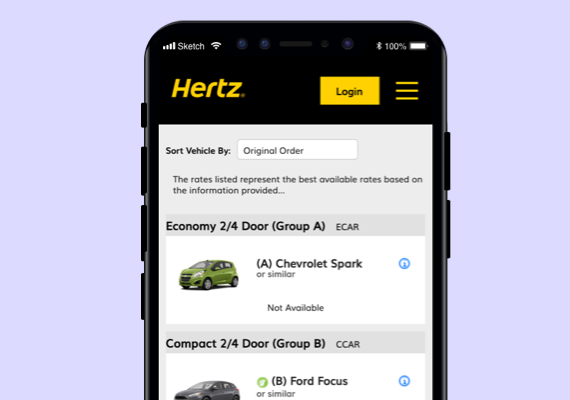 Sketch 100%
Hertz. Login
Sort Vehicle By: Original Order
The rates listed represent the best available rates based on
the information provided...
Economy 2/4 Door (Group A) ECAR
(A) Chevrolet Spark
or similar
Not Available
Compact 2/4 Door (Group B) CCAR
(B) Ford Focus
or similar